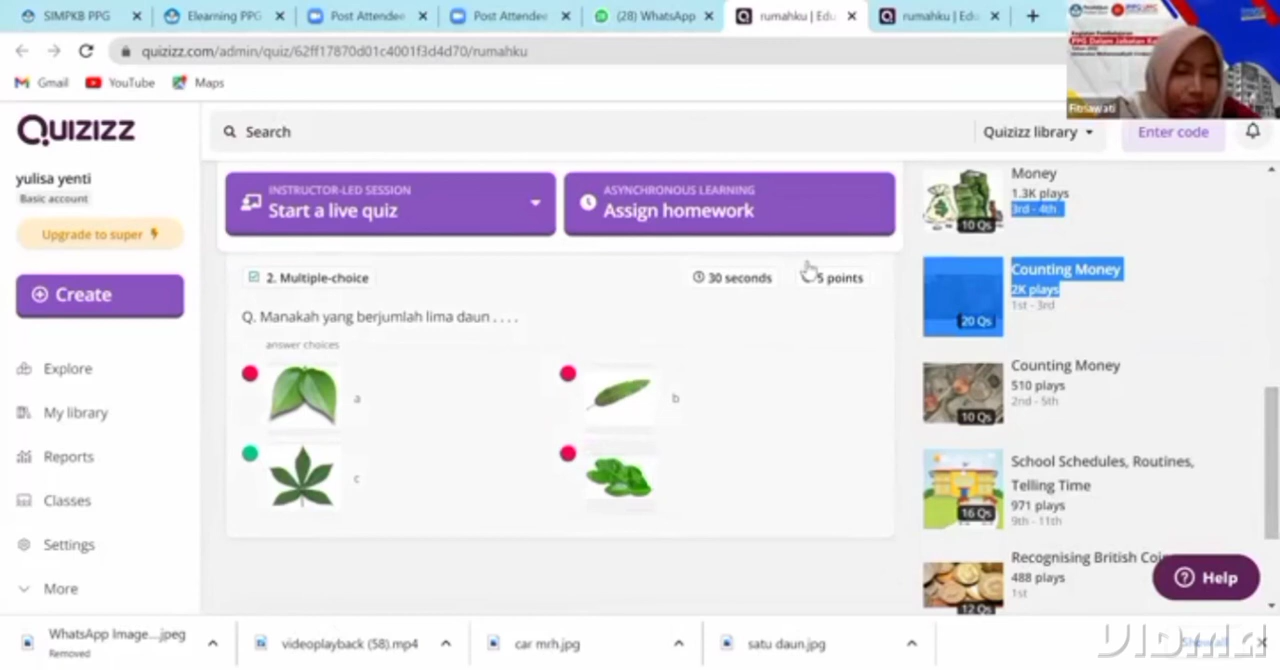 SIMPKB PPG
Elearning PPG
Post Attendee
Post Attendee
(28) WhatsApp
rumahku | Edu
rumahku | Edu
quizizz.com/admin/quiz/62ff17870d01c4001f3d4d70/rumahku
Gmail
YouTube
Maps
Fitriawati
QUIZIZZ
Search
Quizizz library
Enter code
yulisa yenti
Basic account
Upgrade to super
Create
Explore
My library
Reports
Classes
Settings
More
INSTRUCTOR-LED SESSION
Start a live quiz
ASYNCHRONOUS LEARNING
Assign homework
2. Multiple-choice
30 seconds
5 points
Q. Manakah yang berjumlah lima daun . . . .
answer choices
a
b
c
Money
1.3K plays
3rd - 4th
10 Qs
Counting Money
2K plays
1st - 3rd
20 Qs
Counting Money
510 plays
2nd - 5th
10 Qs
School Schedules, Routines,
Telling Time
971 plays
9th - 11th
16 Qs
Recognising British Coi
488 plays
1st
12 Qs
Help
WhatsApp Image....jpeg
Removed
videoplayback (58).mp4
car mrh.jpg
satu daun.jpg
Show all
VIDMA